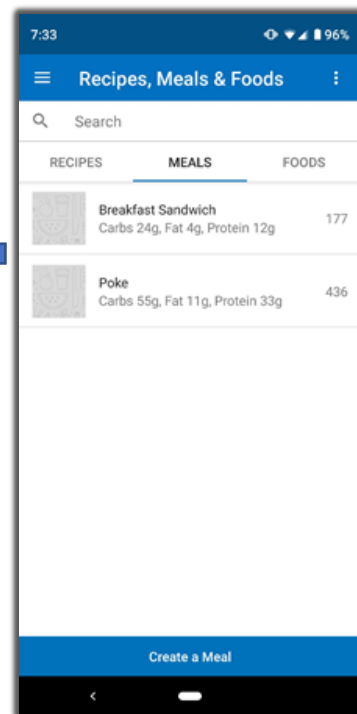 7:33 96%
Recipes, Meals & Foods
Search
RECIPES MEALS FOODS
Breakfast Sandwich
Carbs 24g, Fat 4g, Protein 12g 177
Poke
Carbs 55g, Fat 11g, Protein 33g 436
Create a Meal